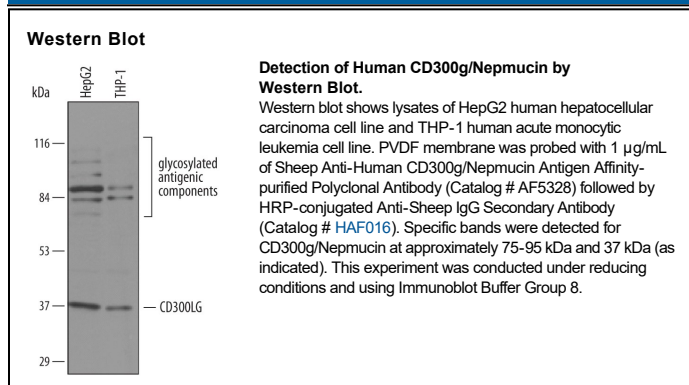 Western Blot
HepG2
THP-1
kDa
116
84
53
37
29
glycosylated
antigenic
components
CD300LG
Detection of Human CD300g/Nepmucin by
Western Blot.
Western blot shows lysates of HepG2 human hepatocellular
carcinoma cell line and THP-1 human acute monocytic
leukemia cell line. PVDF membrane was probed with 1 µg/mL
of Sheep Anti-Human CD300g/Nepmucin Antigen Affinity-
purified Polyclonal Antibody (Catalog # AF5328) followed by
HRP-conjugated Anti-Sheep IgG Secondary Antibody
(Catalog # HAF016). Specific bands were detected for
CD300g/Nepmucin at approximately 75-95 kDa and 37 kDa (as
indicated). This experiment was conducted under reducing
conditions and using Immunoblot Buffer Group 8.